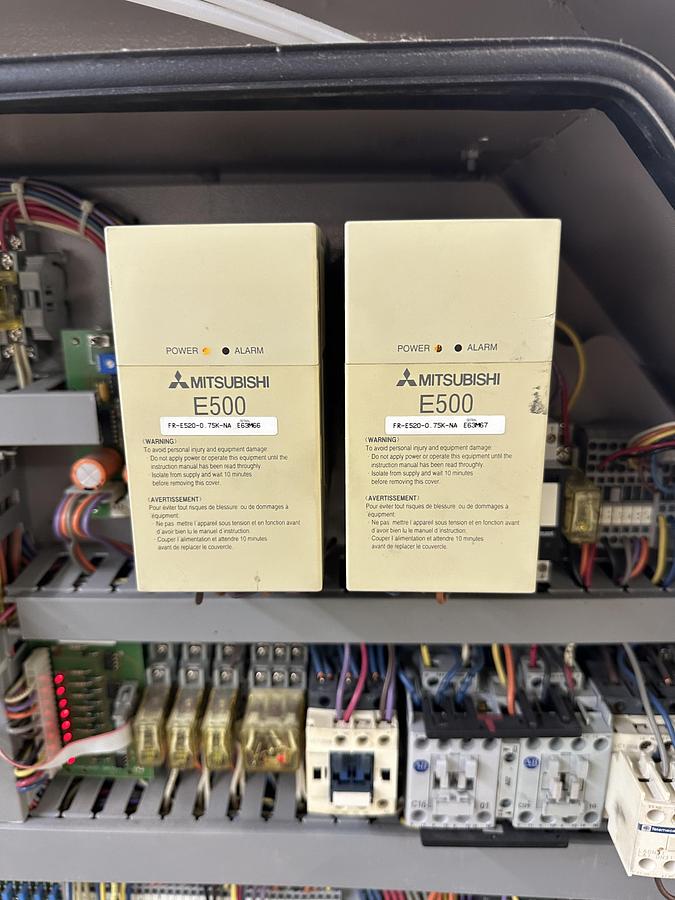 POWER ALARM
MITSUBISHI
E500
FR-E520-0.75K-NA SERIAL E63M66
(WARNING)
To avoid personal injury and equipment damage
· Do not apply power or operate this equipment until the
instruction manual has been read throughly.
· Isolate from supply and wait 10 minutes
before removing this cover.
(AVERTISSEMENT)
Pour éviter tout risques de blessure ou de dommages à
équipment:
· Ne pas mettre l'appareil sous tension et en fonction avant
d'avoir bien lu le manuel d'instruction.
· Couper l'alimentation et attendre 10 minutes
avant de replacer le couvercle.
POWER ALARM
MITSUBISHI
E500
FR-E520-0.75K-NA SERIAL E63M67
(WARNING)
To avoid personal injury and equipment damage
· Do not apply power or operate this equipment until the
instruction manual has been read throughly.
· Isolate from supply and wait 10 minutes
before removing this cover.
(AVERTISSEMENT)
Pour éviter tout risques de blessure ou de dommages à
équipment:
· Ne pas mettre l'appareil sous tension et en fonction avant
d'avoir bien lu le manuel d'instruction.
· Couper l'alimentation et attendre 10 minutes
avant de replacer le couvercle.
Telemecanique